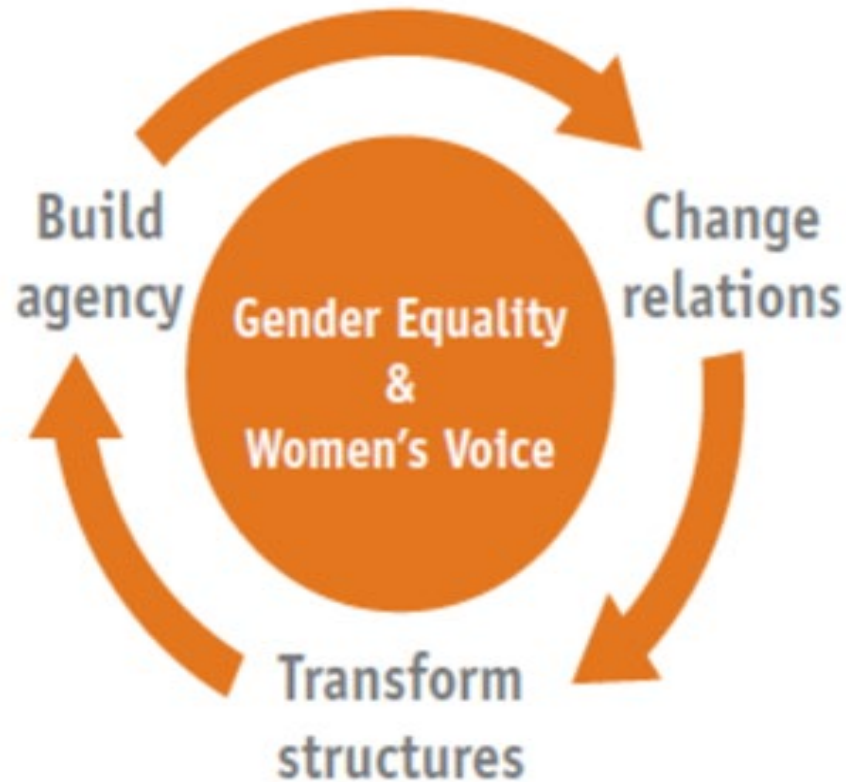 Build
agency
Change
relations
Gender Equality
&
Women’s Voice
Transform
structures